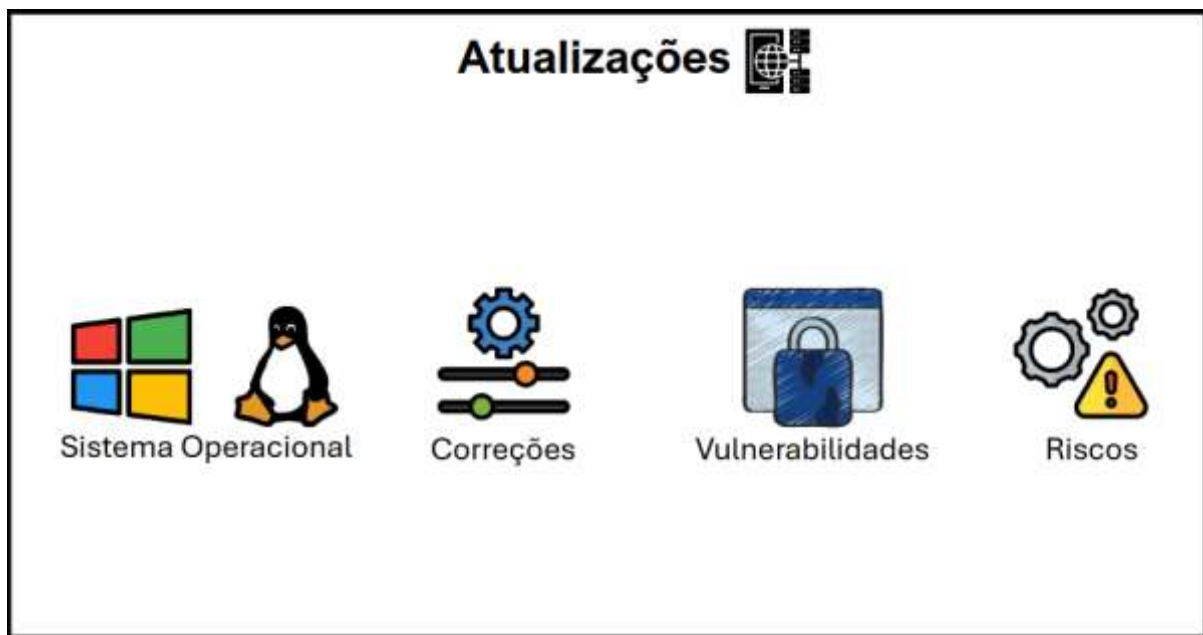 Atualizações
Sistema Operacional
Correções
Vulnerabilidades
Riscos